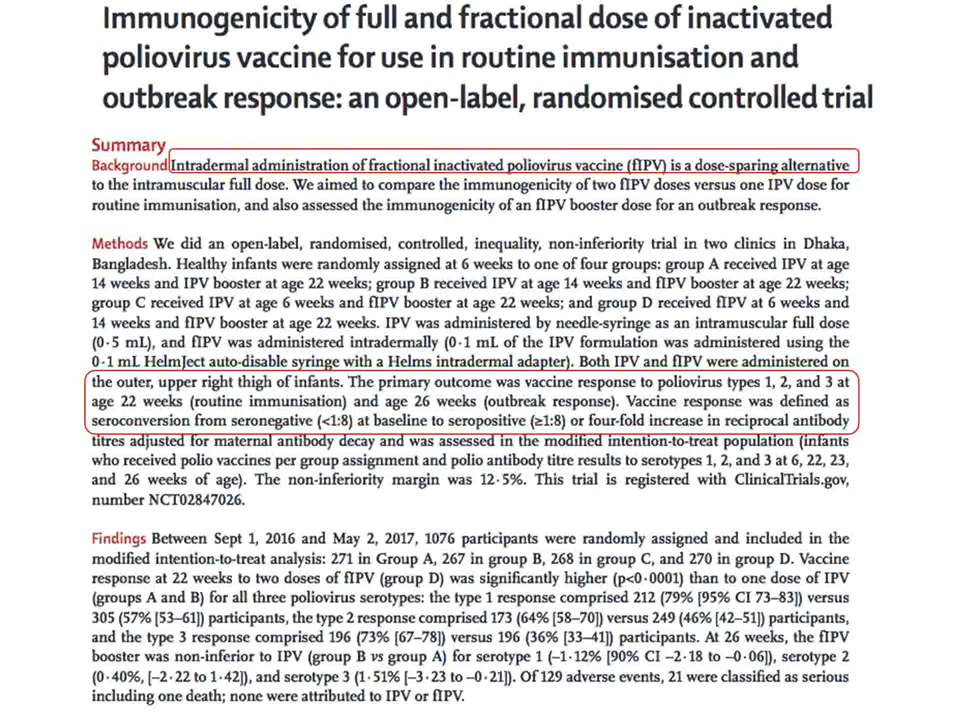 Immunogenicity of full and fractional dose of inactivated
poliovirus vaccine for use in routine immunisation and
outbreak response: an open-label, randomised controlled trial
Summary
Background Intradermal administration of fractional inactivated poliovirus vaccine (fIPV) is a dose-sparing alternative
to the intramuscular full dose. We aimed to compare the immunogenicity of two fIPV doses versus one IPV dose for
routine immunisation, and also assessed the immunogenicity of an fIPV booster dose for an outbreak response.
Methods We did an open-label, randomised, controlled, inequality, non-inferiority trial in two clinics in Dhaka,
Bangladesh. Healthy infants were randomly assigned at 6 weeks to one of four groups: group A received IPV at age
14 weeks and IPV booster at age 22 weeks; group B received IPV at age 14 weeks and fIPV booster at age 22 weeks;
group C received IPV at age 6 weeks and fIPV booster at age 22 weeks; and group D received fIPV at 6 weeks and
14 weeks and fIPV booster at age 22 weeks. IPV was administered by needle-syringe as an intramuscular full dose
(0·5 mL), and fIPV was administered intradermally (0·1 mL of the IPV formulation was administered using the
0·1 mL HelmJect auto-disable syringe with a Helms intradermal adapter). Both IPV and fIPV were administered on
the outer, upper right thigh of infants. The primary outcome was vaccine response to poliovirus types 1, 2, and 3 at
age 22 weeks (routine immunisation) and age 26 weeks (outbreak response). Vaccine response was defined as
seroconversion from seronegative (<1:8) at baseline to seropositive (≥1:8) or four-fold increase in reciprocal antibody
titres adjusted for maternal antibody decay and was assessed in the modified intention-to-treat population (infants
who received polio vaccines per group assignment and polio antibody titre results to serotypes 1, 2, and 3 at 6, 22, 23,
and 26 weeks of age). The non-inferiority margin was 12·5%. This trial is registered with ClinicalTrials.gov,
number NCT02847026.
Findings Between Sept 1, 2016 and May 2, 2017, 1076 participants were randomly assigned and included in the
modified intention-to-treat analysis: 271 in Group A, 267 in group B, 268 in group C, and 270 in group D. Vaccine
response at 22 weeks to two doses of fIPV (group D) was significantly higher (p<0·0001) than to one dose of IPV
(groups A and B) for all three poliovirus serotypes: the type 1 response comprised 212 (79% [95% CI 73–83]) versus
305 (57% [53–61]) participants, the type 2 response comprised 173 (64% [58–70]) versus 249 (46% [42–51]) participants,
and the type 3 response comprised 196 (73% [67–78]) versus 196 (36% [33–41]) participants. At 26 weeks, the fIPV
booster was non-inferior to IPV (group B vs group A) for serotype 1 (–1·12% [90% CI –2·18 to –0·06]), serotype 2
(0·40%, [–2·22 to 1·42]), and serotype 3 (1·51% [–3·23 to –0·21]). Of 129 adverse events, 21 were classified as serious
including one death; none were attributed to IPV or fIPV.